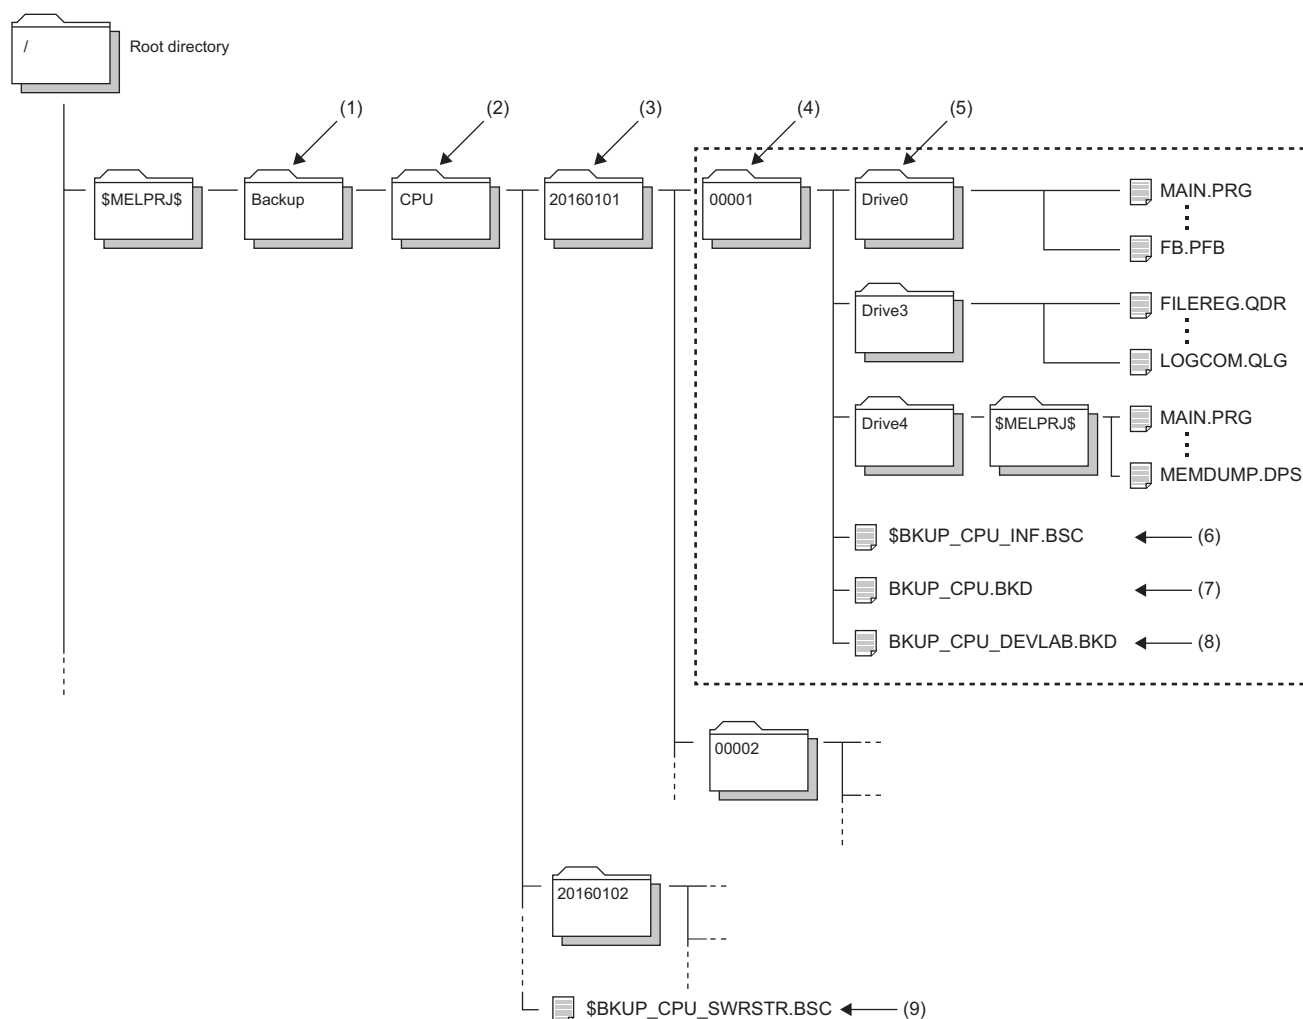 /
Root directory
(1)
(2)
(3)
(4)
(5)
$MELPRJ$
Backup
CPU
20160101
00001
Drive0
MAIN.PRG
FB.PFB
Drive3
FILEREG.QDR
LOGCOM.QLG
Drive4
$MELPRJ$
MAIN.PRG
MEMDUMP.DPS
$BKUP_CPU_INF.BSC
(6)
BKUP_CPU.BKD
(7)
BKUP_CPU_DEVLAB.BKD
(8)
00002
20160102
$BKUP_CPU_SWRSTR.BSC
(9)